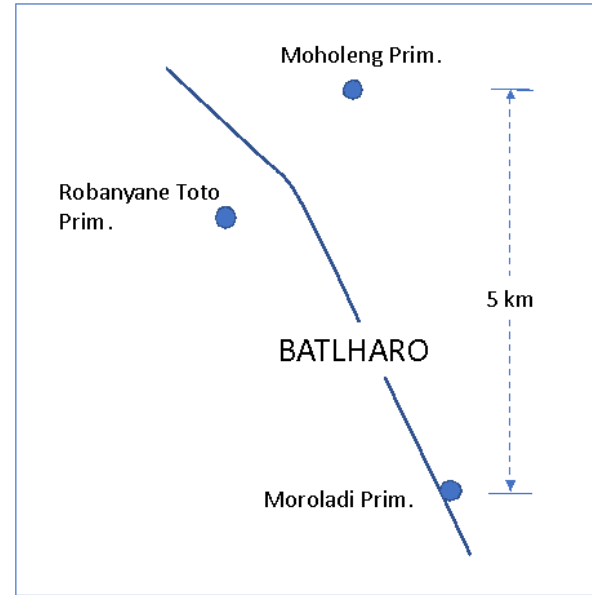 Moholeng Prim.
Robanyane Toto
Prim.
5 km
BATLHARO
Moroladi Prim.